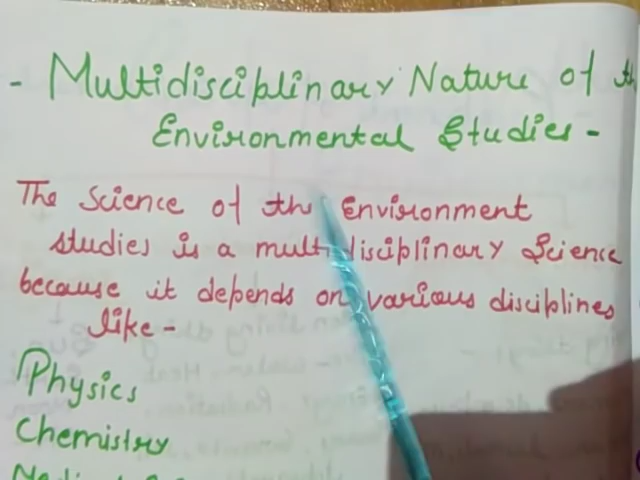 - Multidisciplinary Nature of th
Environmental Studies -
The Science of the Environment
studies is a multidisciplinary Science
because it depends on various disciplines
like -
Physics
Chemistry